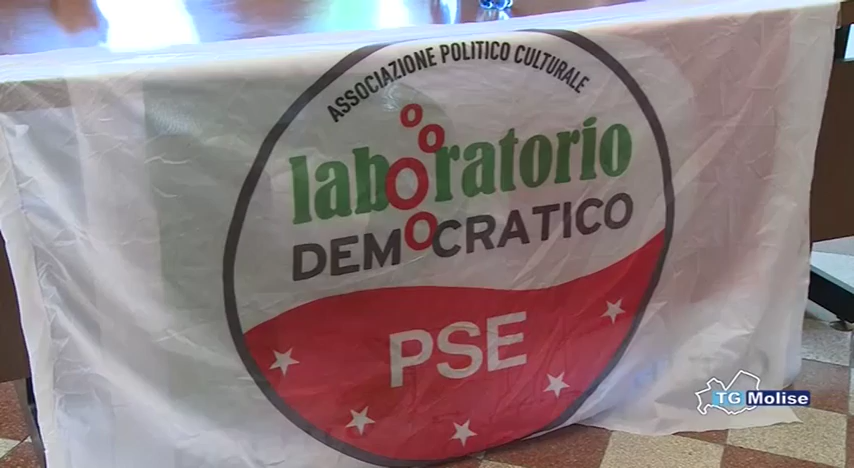 ASSOCIAZIONE POLITICO CULTURALE
laboratorio
DEMOCRATICO
PSE
TG Molise